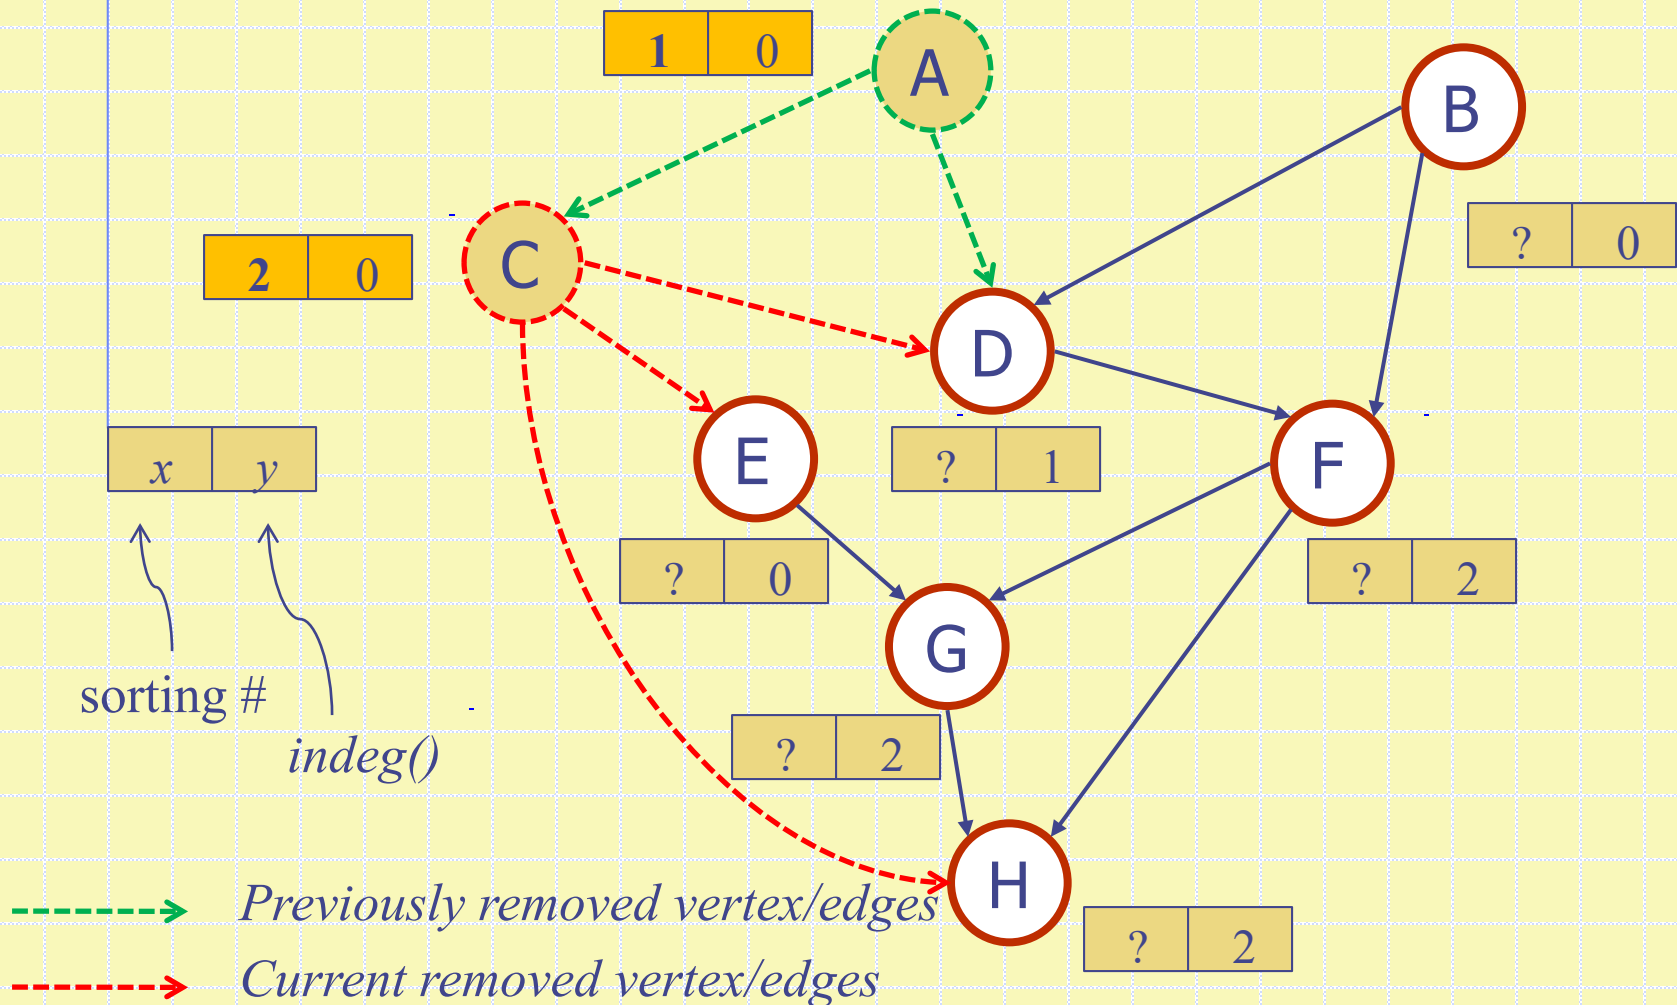 1 0
A
B
? 0
C
2 0
D
x y
E
? 1
F
? 0
? 2
G
sorting #
indeg()
? 2
H
Previously removed vertex/edges
? 2
Current removed vertex/edges